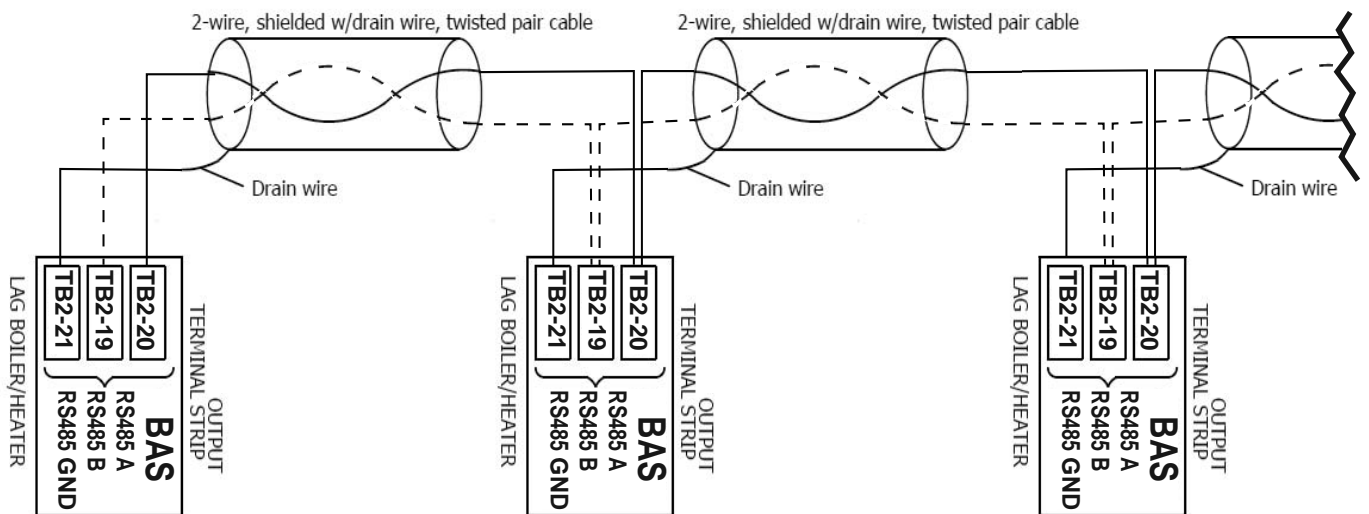 2-wire, shielded w/drain wire, twisted pair cable
2-wire, shielded w/drain wire, twisted pair cable
Drain wire
Drain wire
Drain wire
LAG BOILER/HEATER
TB2-21
TB2-19
TB2-20
RS485 GND
RS485 B
RS485 A
BAS
OUTPUT
TERMINAL STRIP
LAG BOILER/HEATER
TB2-21
TB2-19
TB2-20
RS485 GND
RS485 B
RS485 A
BAS
OUTPUT
TERMINAL STRIP
LAG BOILER/HEATER
TB2-21
TB2-19
TB2-20
RS485 GND
RS485 B
RS485 A
BAS
OUTPUT
TERMINAL STRIP